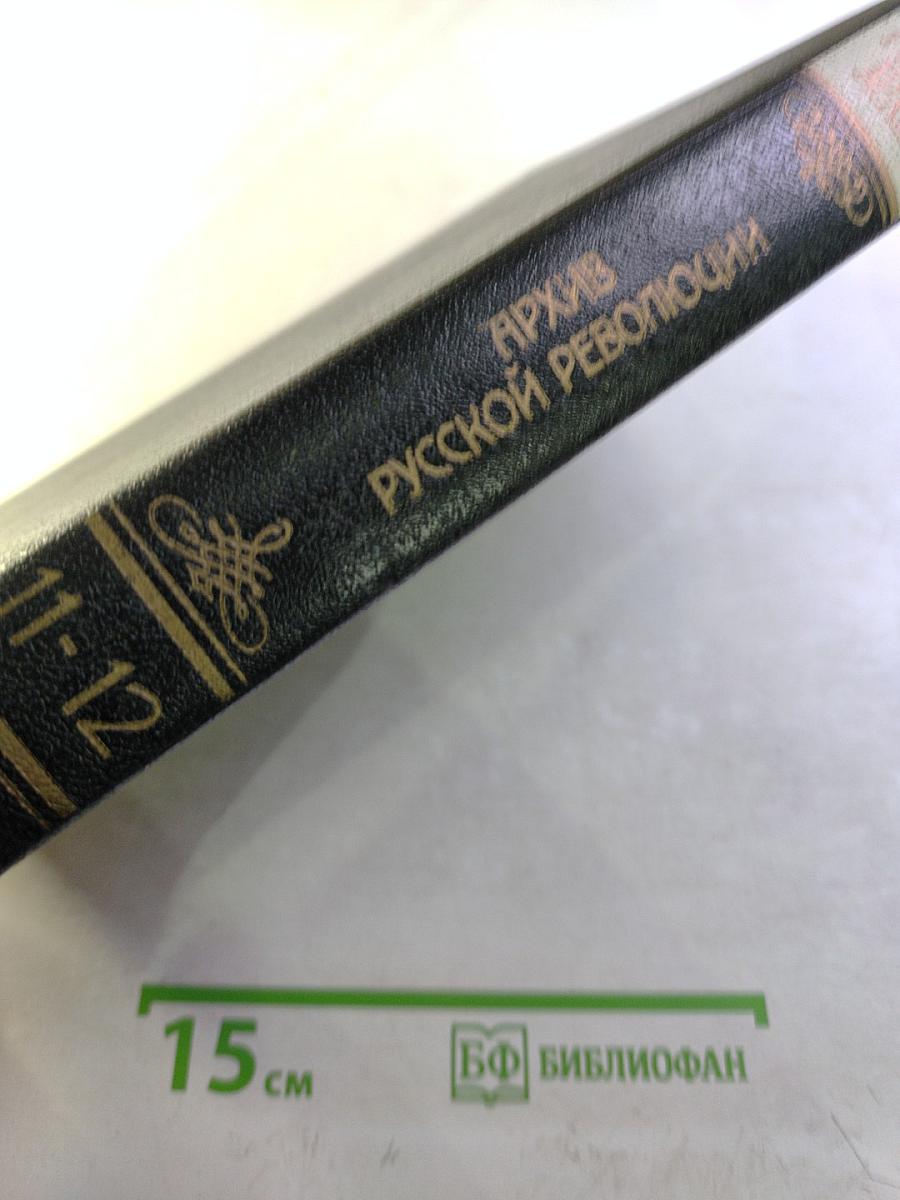 АРХИВ
РУССКОЙ РЕВОЛЮЦИИ
11-12
15 см
БФ БИБЛИОФАН